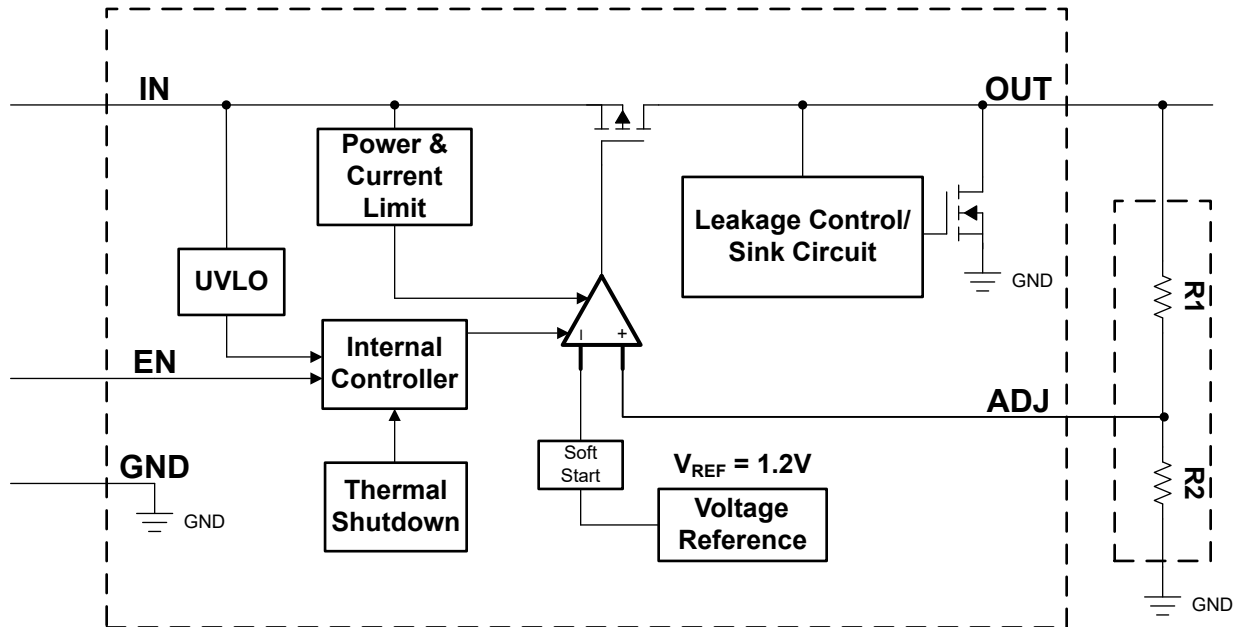 IN
OUT
Power &
Current
Limit
Leakage Control/
Sink Circuit
GND
UVLO
R1
EN
Internal
Controller
– +
ADJ
GND
GND
Thermal
Shutdown
Soft
Start
VREF = 1.2V
Voltage
Reference
R2
GND